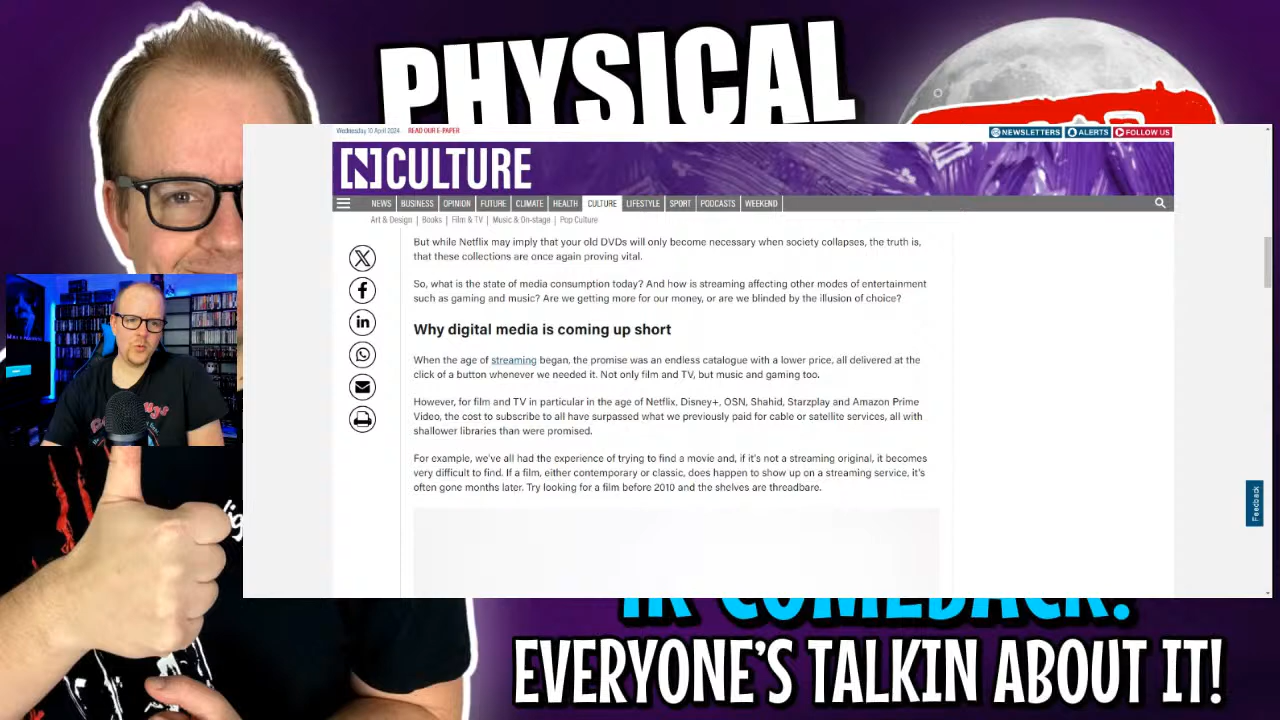 PHYSICAL
Wednesday 10 April 2024 READ OUR E-PAPER
NEWSLETTERS ALERTS FOLLOW US
[N]CULTURE
NEWS BUSINESS OPINION FUTURE CLIMATE HEALTH CULTURE LIFESTYLE SPORT PODCASTS WEEKEND
Art & Design | Books | Film & TV | Music & On-stage | Pop Culture
But while Netflix may imply that your old DVDs will only become necessary when society collapses, the truth is,
that these collections are once again proving vital.
So, what is the state of media consumption today? And how is streaming affecting other modes of entertainment
such as gaming and music? Are we getting more for our money, or are we blinded by the illusion of choice?
Why digital media is coming up short
When the age of streaming began, the promise was an endless catalogue with a lower price, all delivered at the
click of a button whenever we needed it. Not only film and TV, but music and gaming too.
However, for film and TV in particular in the age of Netflix, Disney+, OSN, Shahid, Starzplay and Amazon Prime
Video, the cost to subscribe to all have surpassed what we previously paid for cable or satellite services, all with
shallower libraries than were promised.
For example, we've all had the experience of trying to find a movie and, if it's not a streaming original, it becomes
very difficult to find. If a film, either contemporary or classic, does happen to show up on a streaming service, it's
often gone months later. Try looking for a film before 2010 and the shelves are threadbare.
Feedback
COMEBACK!
EVERYONE'S TALKIN ABOUT IT!